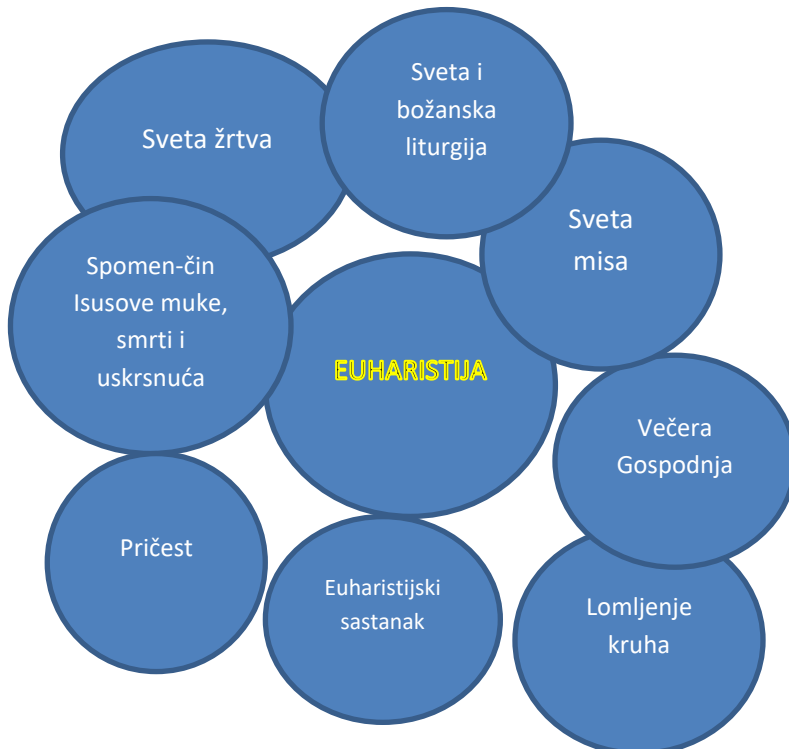 Sveta i
božanska
liturgija
Sveta žrtva
Sveta
misa
Spomen-čin
Isusove muke,
smrti i
uskrsnuća
EUHARISTIJA
Večera
Gospodnja
Pričest
Euharistijski
sastanak
Lomljenje
kruha